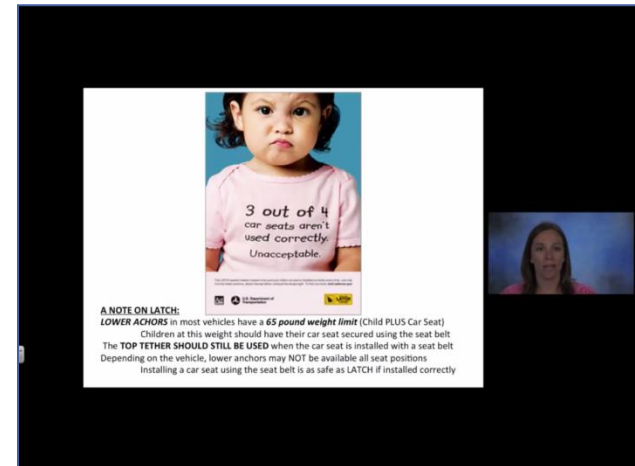 3 out of 4
car seats aren't
used correctly.
Unacceptable.
U.S. Department of
Transportation
A NOTE ON LATCH:
LOWER ACHORS in most vehicles have a 65 pound weight limit (Child PLUS Car Seat)
Children at this weight should have their car seat secured using the seat belt
The TOP TETHER SHOULD STILL BE USED when the car seat is installed with a seat belt
Depending on the vehicle, lower anchors may NOT be available all seat positions
Installing a car seat using the seat belt is as safe as LATCH if installed correctly